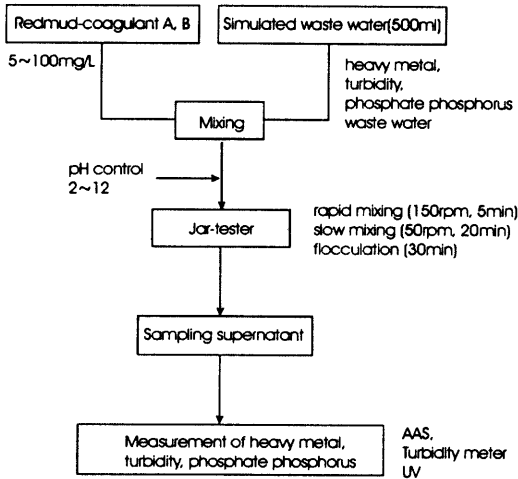 Redmud-coagulant A, B
Simulated waste water(500ml)
5~100mg/L
heavy metal,
turbidity,
phosphate phosphorus
waste water
Mixing
pH control
2~12
Jar-tester
rapid mixing (150rpm, 5min)
slow mixing (50rpm, 20min)
flocculation (30min)
Sampling supernatant
Measurement of heavy metal,
turbidity, phosphate phosphorus
AAS,
Turbidity meter
UV